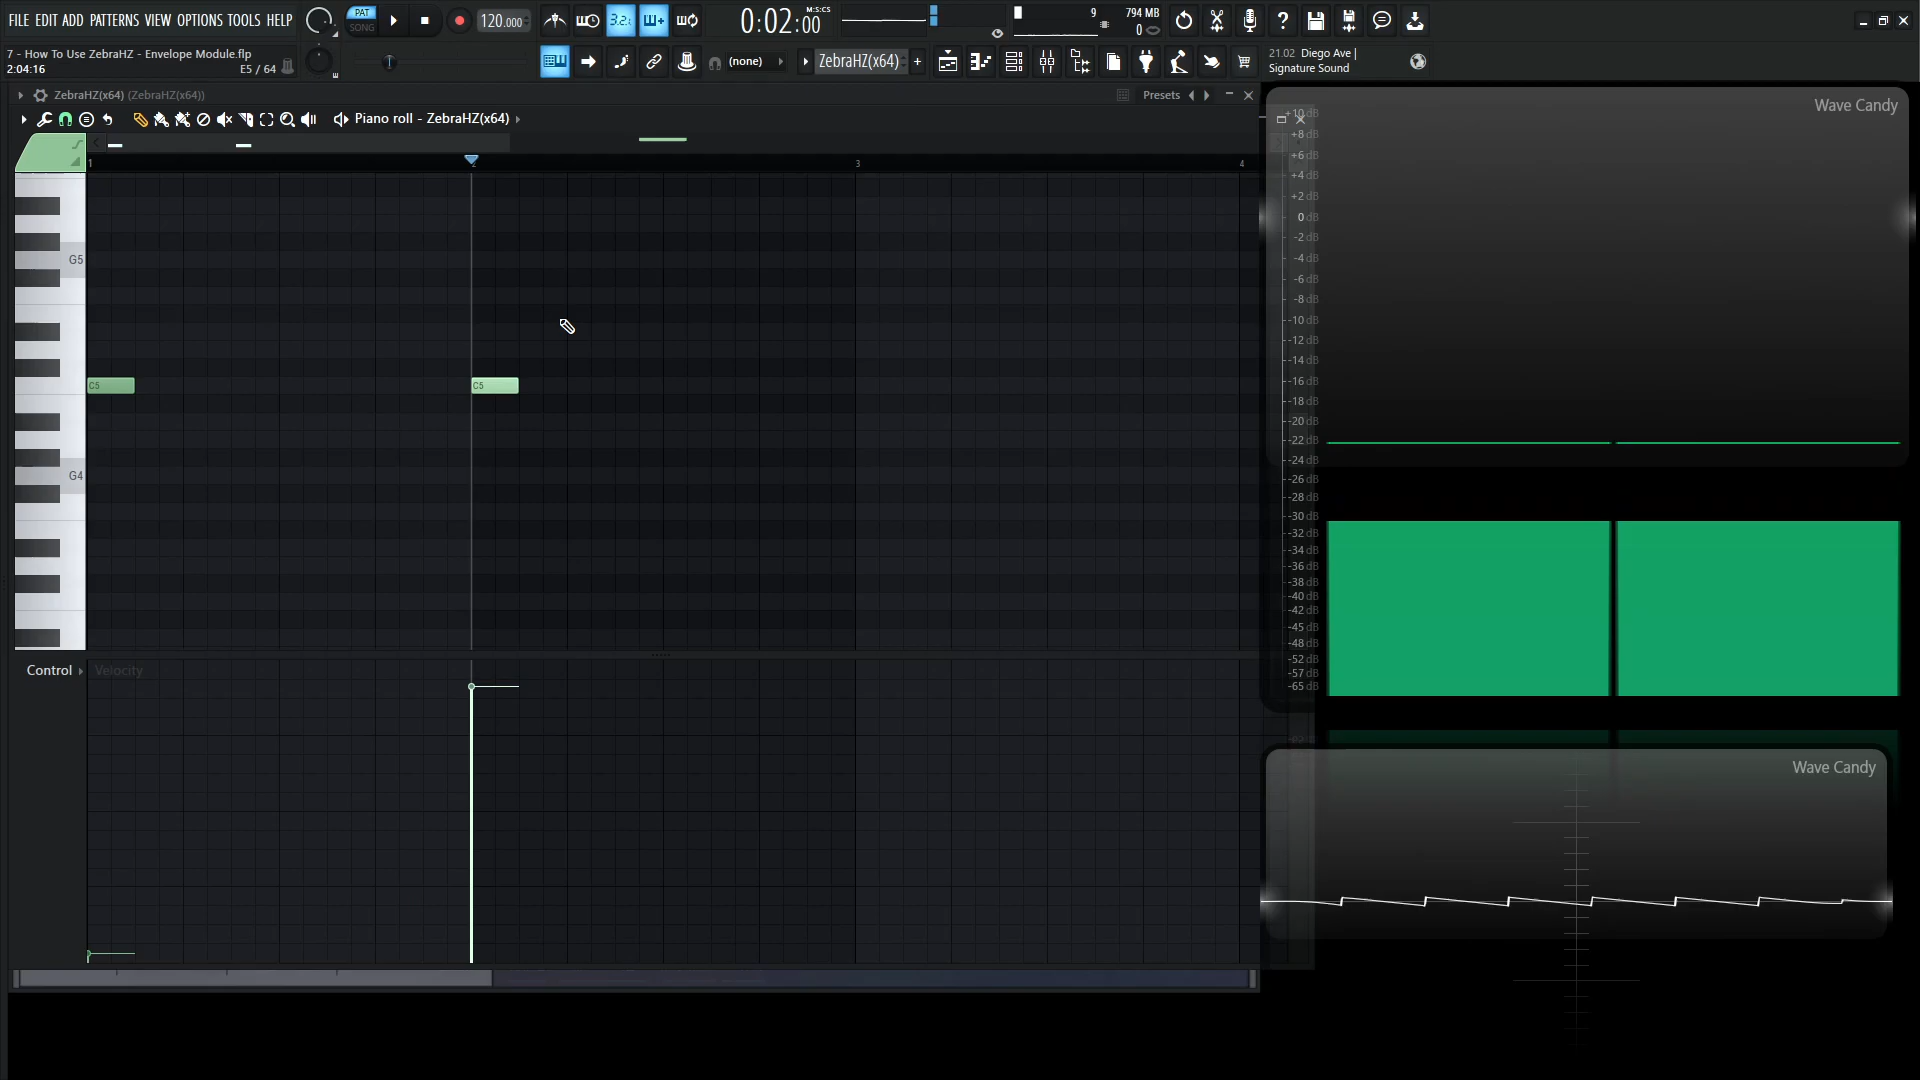 FILE EDIT ADD PATTERNS VIEW OPTIONS TOOLS HELP
PAT
SONG
120.000
3.2.
0:02:00
M:S:CS
9
794 MB
0
7 - How To Use ZebraHZ - Envelope Module.flp
2:04:16
E5 / 64
(none)
ZebraHZ(x64)
21.02 Diego Ave |
Signature Sound
ZebraHZ(x64) (ZebraHZ(x64))
Presets
Piano roll - ZebraHZ(x64)
1
3
4
G5
C5
C5
G4
Control
Velocity
Wave Candy
+10 dB
+8 dB
+6 dB
+4 dB
+2 dB
0 dB
-2 dB
-4 dB
-6 dB
-8 dB
-10 dB
-12 dB
-14 dB
-16 dB
-18 dB
-20 dB
-22 dB
-24 dB
-26 dB
-28 dB
-30 dB
-32 dB
-34 dB
-36 dB
-38 dB
-40 dB
-42 dB
-45 dB
-48 dB
-52 dB
-57 dB
-65 dB
Wave Candy